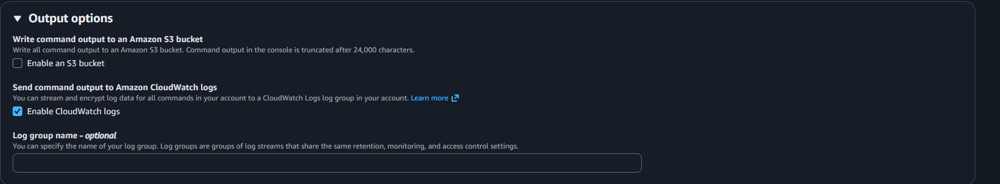 Output options
Write command output to an Amazon S3 bucket
Write all command output to an Amazon S3 bucket. Command output in the console is truncated after 24,000 characters.
Enable an S3 bucket
Send command output to Amazon CloudWatch logs
You can stream and encrypt log data for all commands in your account to a CloudWatch Logs log group in your account. Learn more
Enable CloudWatch logs
Log group name - optional
You can specify the name of your log group. Log groups are groups of log streams that share the same retention, monitoring, and access control settings.